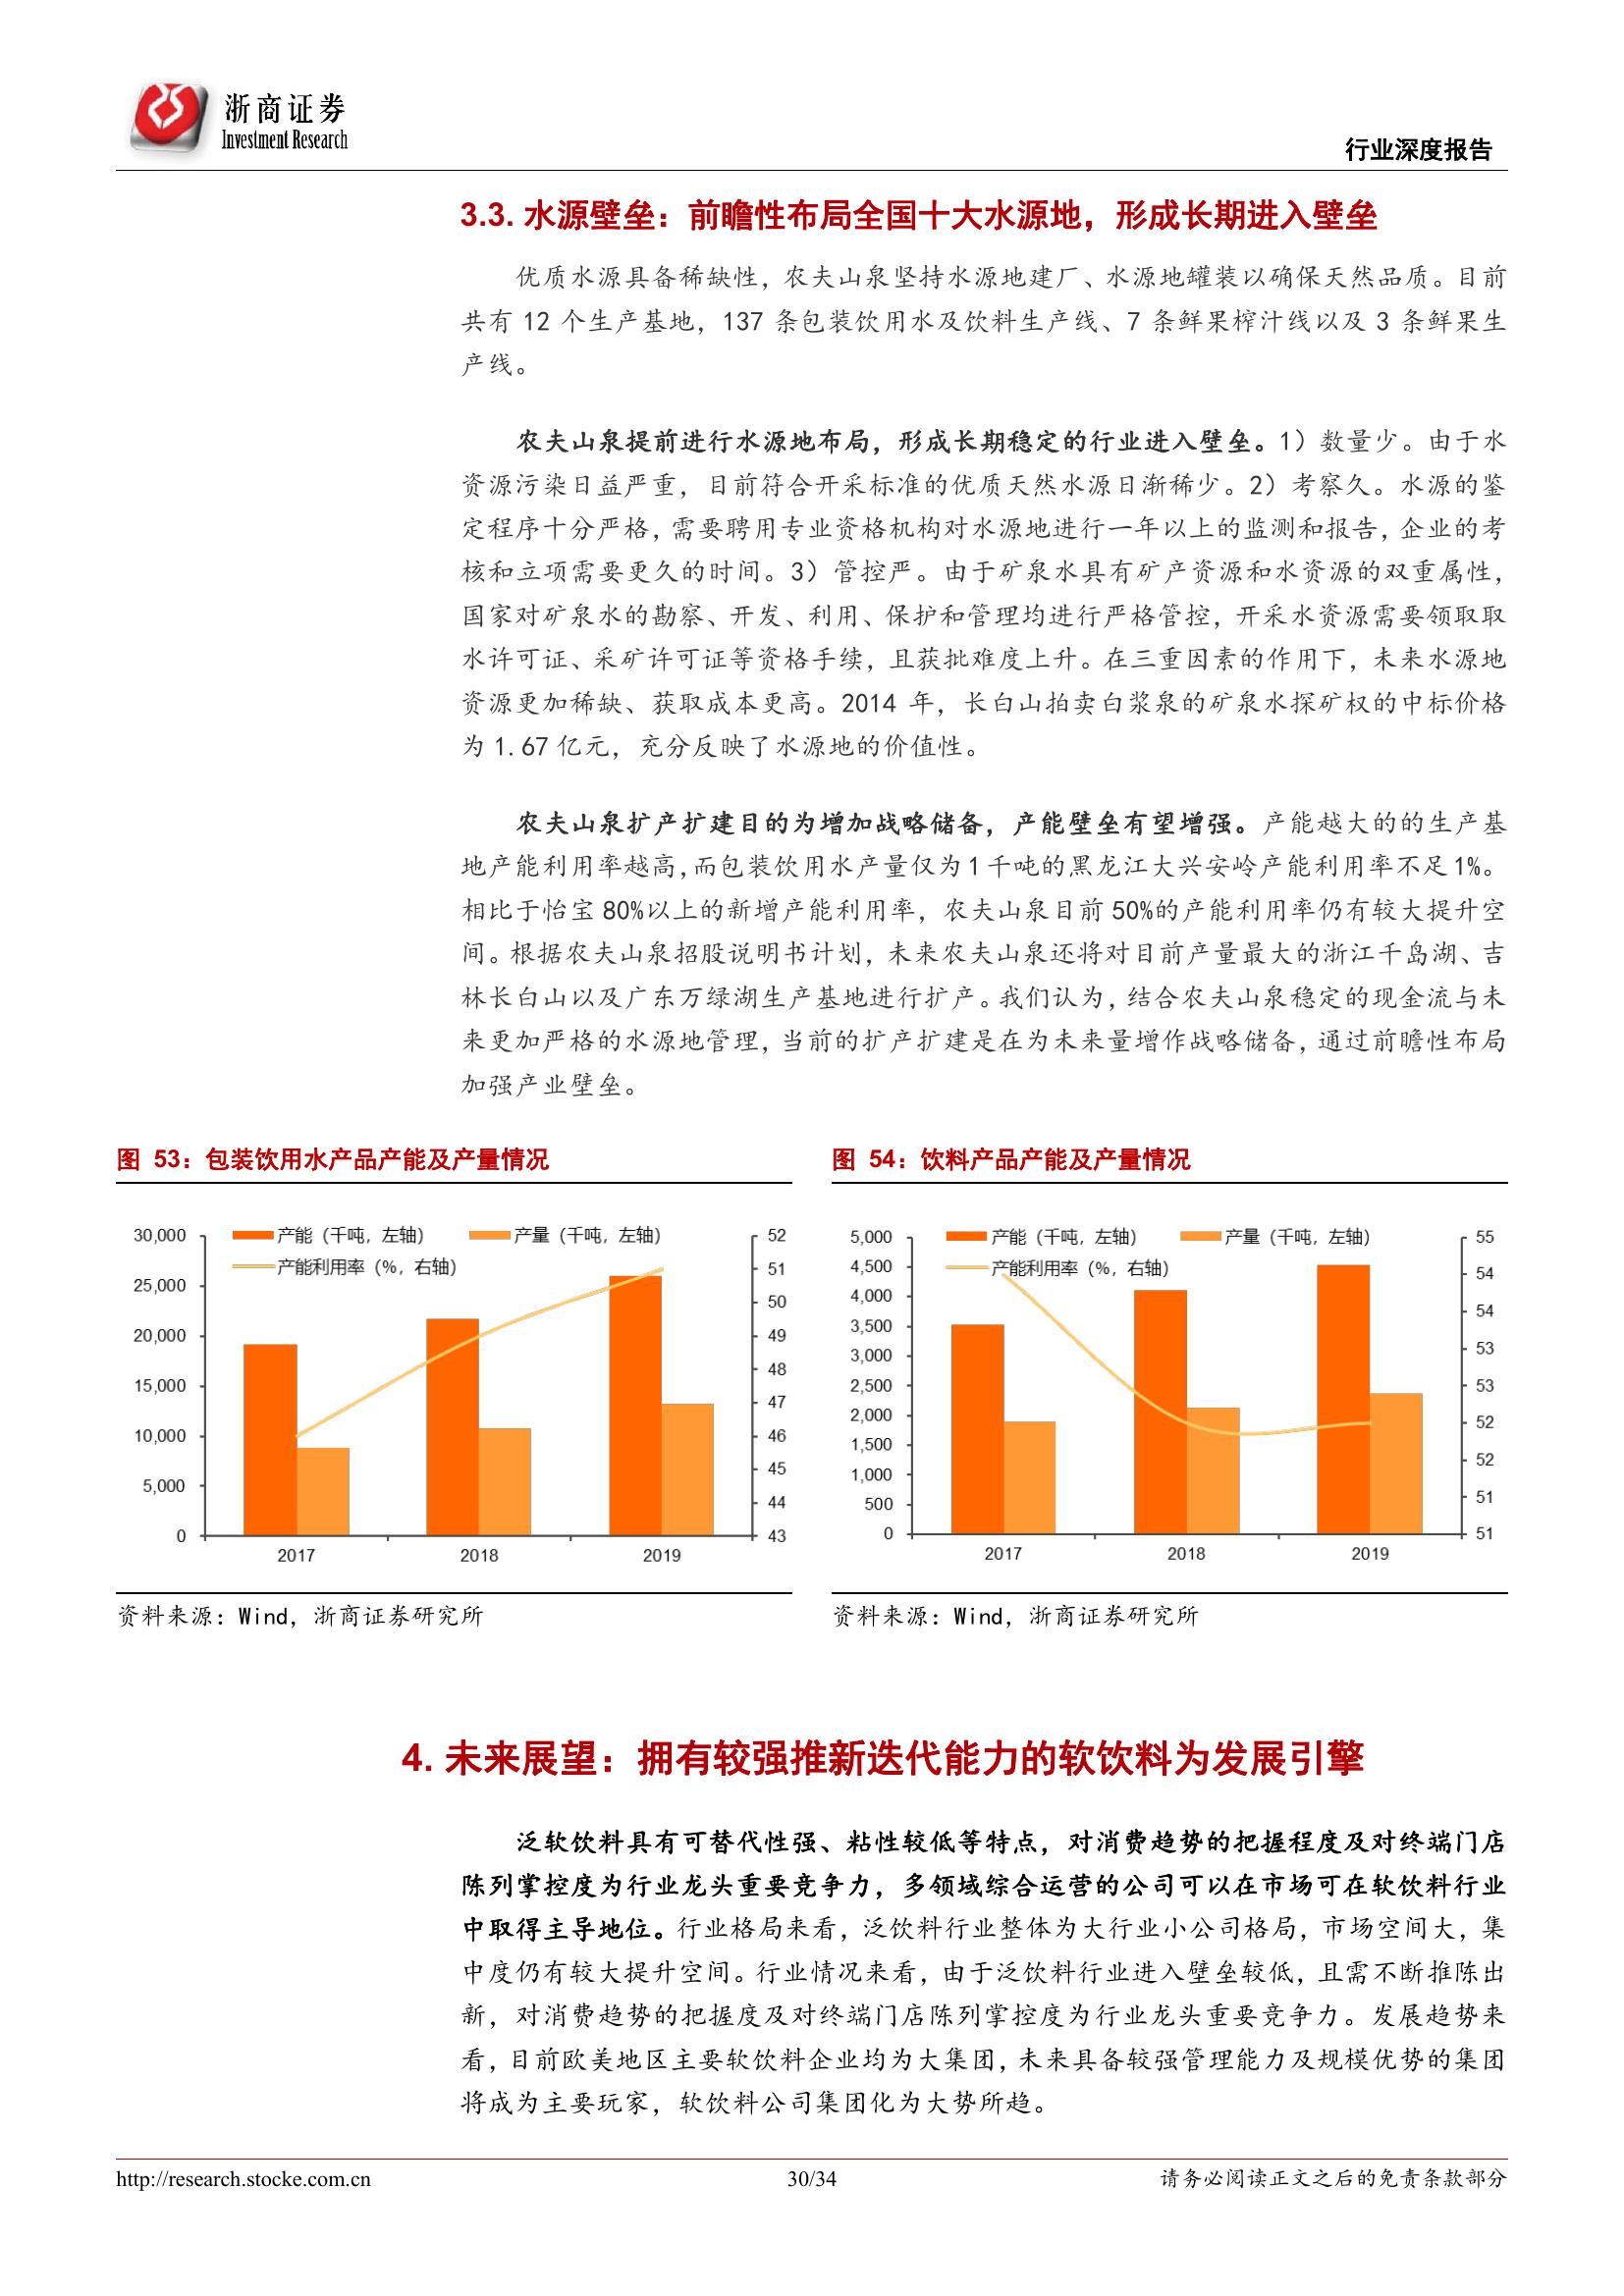 浙商证券
Investment Research
行业深度报告
3.3. 水源壁垒：前瞻性布局全国十大水源地，形成长期进入壁垒
优质水源具备稀缺性，农夫山泉坚持水源地建厂、水源地罐装以确保天然品质。目前
共有 12 个生产基地，137 条包装饮用水及饮料生产线、7 条鲜果榨汁线以及 3 条鲜果生
产线。
农夫山泉提前进行水源地布局，形成长期稳定的行业进入壁垒。1）数量少。由于水
资源污染日益严重，目前符合开采标准的优质天然水源日渐稀少。2）考察久。水源的鉴
定程序十分严格，需要聘用专业资格机构对水源地进行一年以上的监测和报告，企业的考
核和立项需要更久的时间。3）管控严。由于矿泉水具有矿产资源和水资源的双重属性，
国家对矿泉水的勘察、开发、利用、保护和管理均进行严格管控，开采水资源需要领取取
水许可证、采矿许可证等资格手续，且获批难度上升。在三重因素的作用下，未来水源地
资源更加稀缺、获取成本更高。2014 年，长白山拍卖白浆泉的矿泉水探矿权的中标价格
为 1.67 亿元，充分反映了水源地的价值性。
农夫山泉扩产扩建目的为增加战略储备，产能壁垒有望增强。产能越大的的生产基
地产能利用率越高，而包装饮用水产量仅为 1 千吨的黑龙江大兴安岭产能利用率不足 1%。
相比于怡宝 80%以上的新增产能利用率，农夫山泉目前 50%的产能利用率仍有较大提升空
间。根据农夫山泉招股说明书计划，未来农夫山泉还将对目前产量最大的浙江千岛湖、吉
林长白山以及广东万绿湖生产基地进行扩产。我们认为，结合农夫山泉稳定的现金流与未
来更加严格的水源地管理，当前的扩产扩建是在为未来量增作战略储备，通过前瞻性布局
加强产业壁垒。
图 53：包装饮用水产品产能及产量情况
产能（千吨，左轴）
产量（千吨，左轴）
产能利用率（%，右轴）
30,000
25,000
20,000
15,000
10,000
5,000
0
52
51
50
49
48
47
46
45
44
43
2017
2018
2019
资料来源：Wind，浙商证券研究所
图 54：饮料产品产能及产量情况
产能（千吨，左轴）
产量（千吨，左轴）
产能利用率（%，右轴）
5,000
4,500
4,000
3,500
3,000
2,500
2,000
1,500
1,000
500
0
55
54
54
53
53
52
52
51
51
2017
2018
2019
资料来源：Wind，浙商证券研究所
4. 未来展望：拥有较强推新迭代能力的软饮料为发展引擎
泛软饮料具有可替代性强、粘性较低等特点，对消费趋势的把握程度及对终端门店
陈列掌控度为行业龙头重要竞争力，多领域综合运营的公司可以在市场可在软饮料行业
中取得主导地位。行业格局来看，泛饮料行业整体为大行业小公司格局，市场空间大，集
中度仍有较大提升空间。行业情况来看，由于泛饮料行业进入壁垒较低，且需不断推陈出
新，对消费趋势的把握度及对终端门店陈列掌控度为行业龙头重要竞争力。发展趋势来
看，目前欧美地区主要软饮料企业均为大集团，未来具备较强管理能力及规模优势的集团
将成为主要玩家，软饮料公司集团化为大势所趋。
http://research.stocke.com.cn
30/34
请务必阅读正文之后的免责条款部分